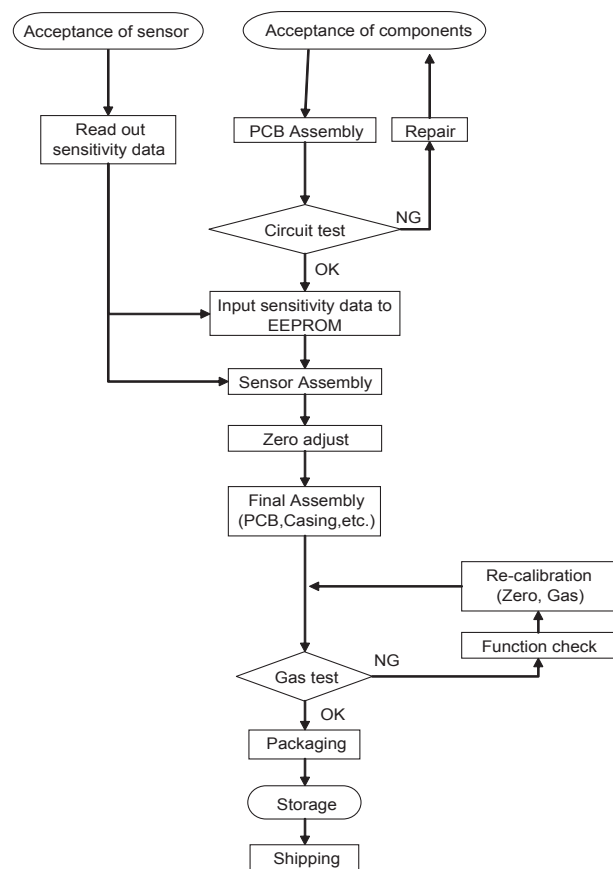 Acceptance of sensor
Acceptance of components
Read out
sensitivity data
PCB Assembly
Repair
NG
Circuit test
OK
Input sensitivity data to
EEPROM
Sensor Assembly
Zero adjust
Final Assembly
(PCB,Casing,etc.)
Re-calibration
(Zero, Gas)
Function check
NG
Gas test
OK
Packaging
Storage
Shipping